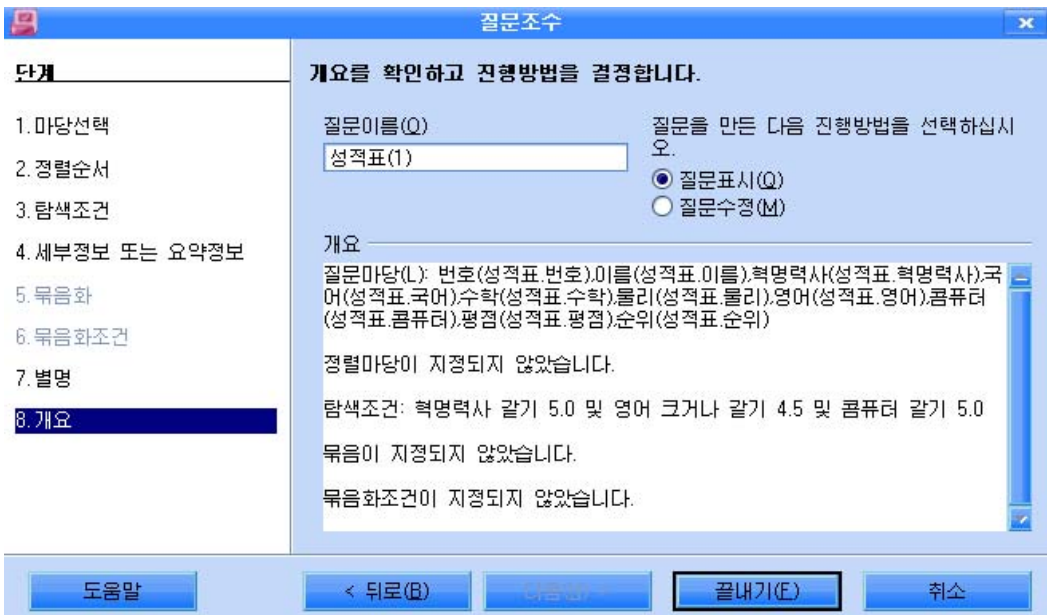 질문조수
단계
1.마당선택
2.정렬순서
3.탐색조건
4.세부정보 또는 요약정보
5.묶음화
6.묶음화조건
7.별명
8.개요
개요를 확인하고 진행방법을 결정합니다.
질문이름(O)
성적표(1)
질문을 만든 다음 진행방법을 선택하십시
오.
질문표시(Q)
질문수정(M)
개요
질문마당(L): 번호(성적표.번호),이름(성적표.이름),혁명력사(성적표.혁명력사),국
어(성적표.국어),수학(성적표.수학),물리(성적표.물리),영어(성적표.영어),콤퓨터
(성적표.콤퓨터),평점(성적표.평점),순위(성적표.순위)
정렬마당이 지정되지 않았습니다.
탐색조건: 혁명력사 같기 5.0 및 영어 크거나 같기 4.5 및 콤퓨터 같기 5.0
묶음이 지정되지 않았습니다.
묶음화조건이 지정되지 않았습니다.
도움말
< 뒤로(B)
끝내기(F)
취소